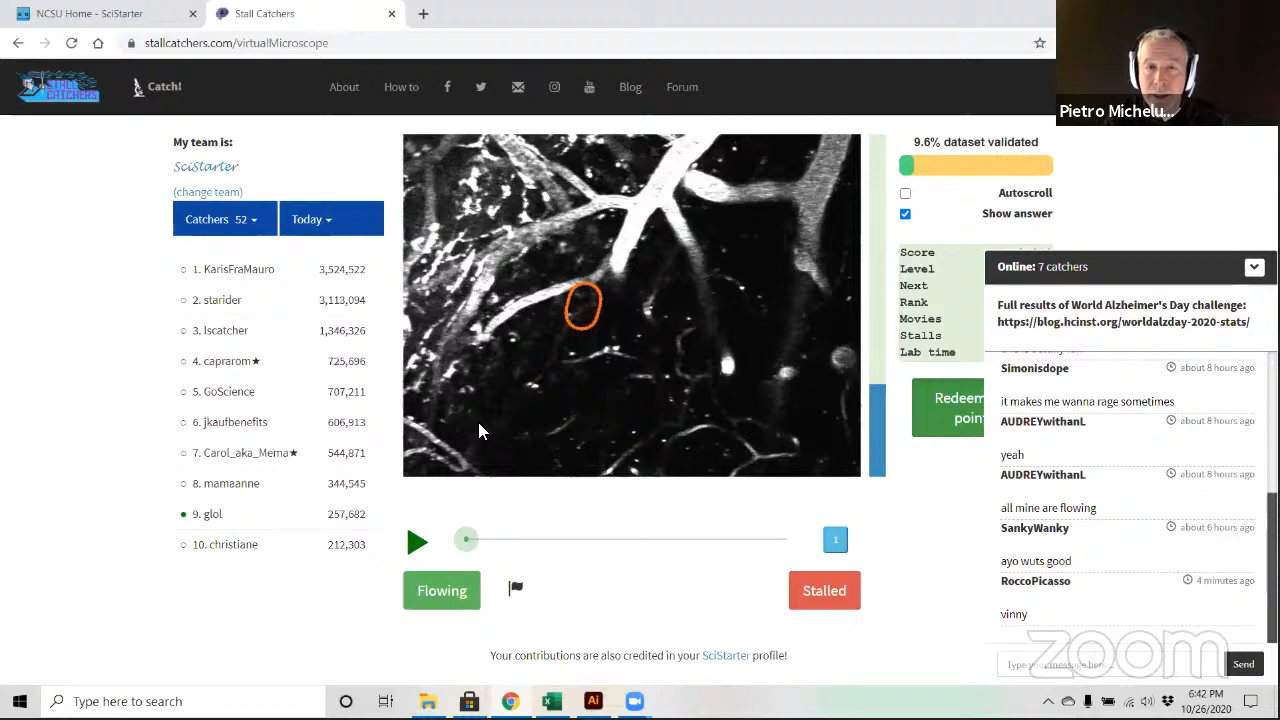 NCSU Home - SciStarter
Stall Catchers
stallcatchers.com/virtualMicroscope
STALL CATCHERS
Catch!
About
How to
Blog
Forum
Pietro Michelu...
My team is:
SciStarter
(change team)
Catchers 52
Today
1. KarisFraMauro 3,524,522
2. starider 3,113,094
3. lscatcher 1,346,326
4. caprarom★ 725,696
5. GoScience 707,211
6. jkaufbenefits 606,913
7. Carol_aka_Mema★ 544,871
8. mamaanne 344,545
9. glol 257,682
10. christiane 212,303
1
Flowing
Stalled
Your contributions are also credited in your SciStarter profile!
9.6% dataset validated
Autoscroll
Show answer
Score
Level
Next
Rank
Movies
Stalls
Lab time
Redeem
point
Online: 7 catchers
Full results of World Alzheimer's Day challenge:
https://blog.hcinst.org/worldalzday-2020-stats/
Simonisdope about 8 hours ago
it makes me wanna rage sometimes
AUDREYwithanL about 8 hours ago
yeah
AUDREYwithanL about 8 hours ago
all mine are flowing
SankyWanky about 6 hours ago
ayo wuts good
RoccoPicasso 4 minutes ago
vinny
Type your message here...
Send
zoom
Type here to search
6:42 PM
10/26/2020